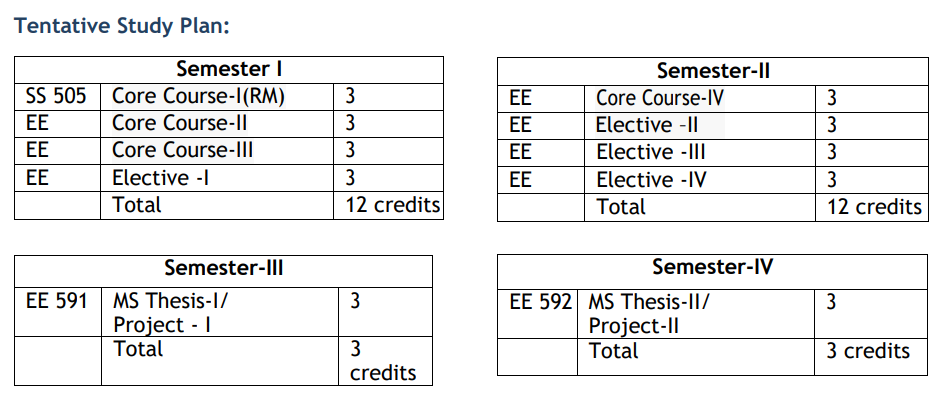 Tentative Study Plan:
Semester I
SS 505 Core Course-I(RM) 3
EE Core Course-II 3
EE Core Course-III 3
EE Elective -I 3
Total 12 credits
Semester-II
EE Core Course-IV 3
EE Elective -II 3
EE Elective -III 3
EE Elective -IV 3
Total 12 credits
Semester-III
EE 591 MS Thesis-I/ 3
Project - I
Total 3
credits
Semester-IV
EE 592 MS Thesis-II/ 3
Project-II
Total 3 credits